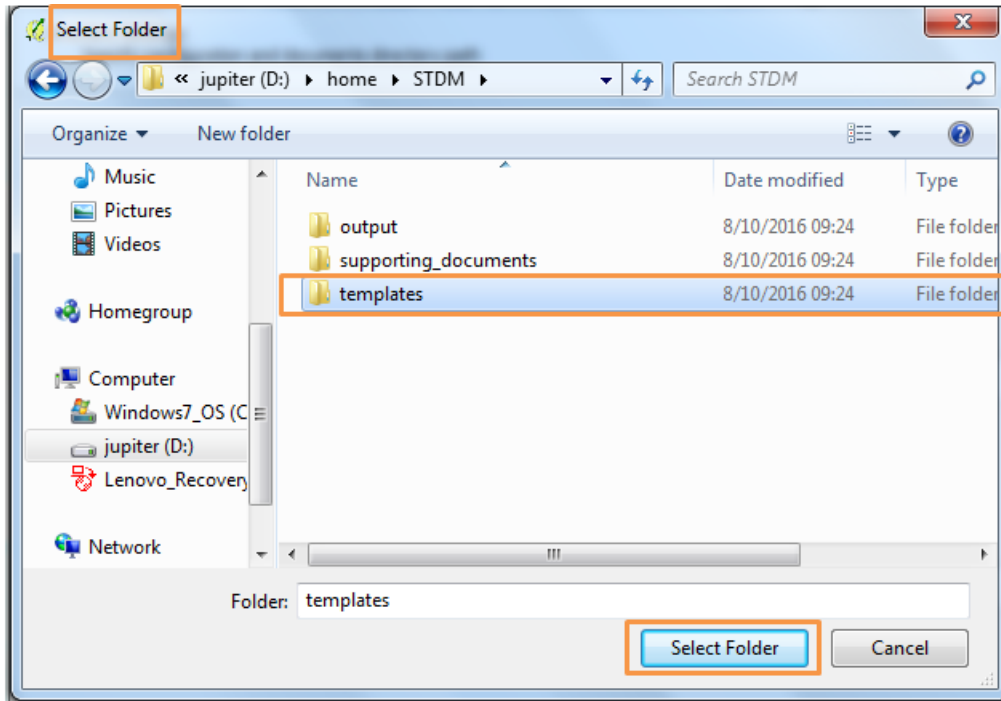 Select Folder
« jupiter (D:) home STDM Search STDM
Organize New folder
Music
Pictures
Videos
Homegroup
Computer
Windows7_OS (C
jupiter (D:)
Lenovo_Recovery
Network
Name Date modified Type
output 8/10/2016 09:24 File folder
supporting_documents 8/10/2016 09:24 File folder
templates 8/10/2016 09:24 File folder
Folder: templates
Select Folder Cancel